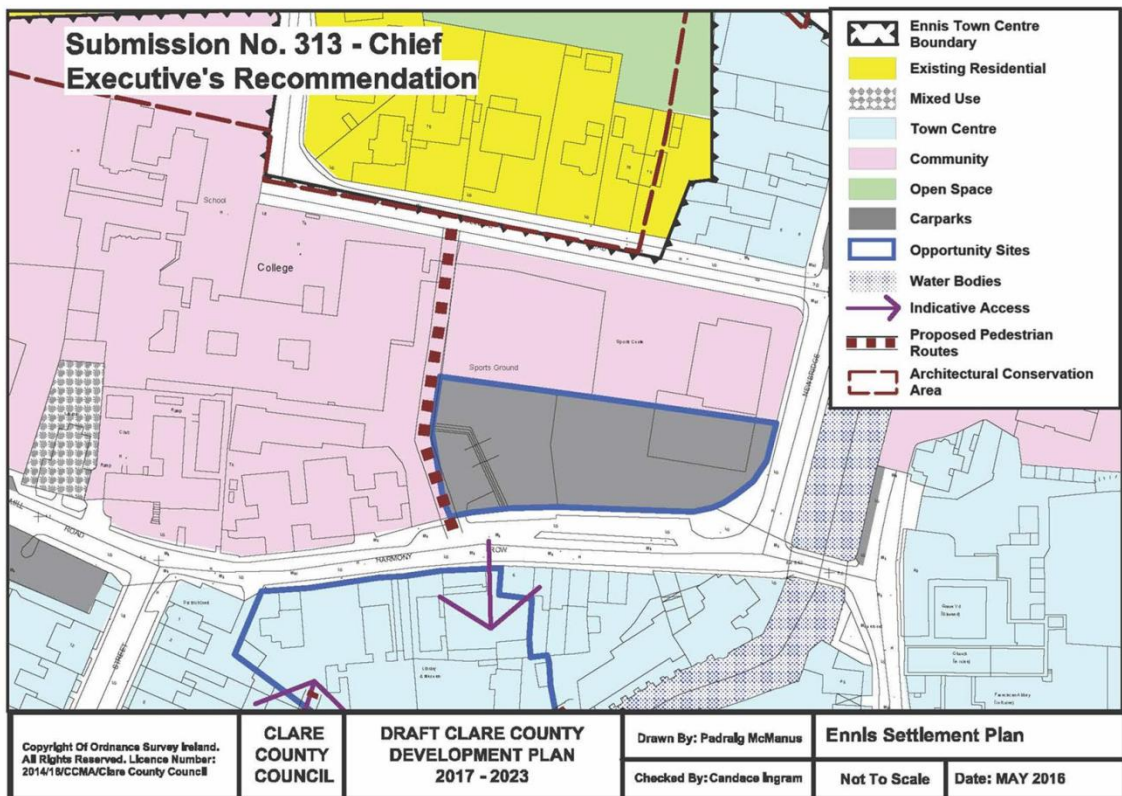 Submission No. 313 - Chief
Executive's Recommendation
Ennis Town Centre
Boundary
Existing Residential
Mixed Use
Town Centre
Community
Open Space
Carparks
Opportunity Sites
Water Bodies
Indicative Access
Proposed Pedestrian
Routes
Architectural Conservation
Area
School
College
Sports Ground
NEWBRIDGE
ROAD
HARMONY
ROW
STREET
Copyright Of Ordnance Survey Ireland.
All Rights Reserved. Licence Number:
2014/18/CCMA/Clare County Council
CLARE
COUNTY
COUNCIL
DRAFT CLARE COUNTY
DEVELOPMENT PLAN
2017 - 2023
Drawn By: Padraig McManus
Checked By: Candace Ingram
Ennis Settlement Plan
Not To Scale
Date: MAY 2016